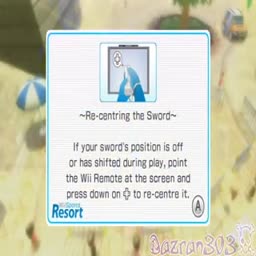 ~Re-centring the Sword~
If your sword's position is off
or has shifted during play, point
the Wii Remote at the screen and
press down on to re-centre it.
Wii Sports
Resort
A
Dazran303